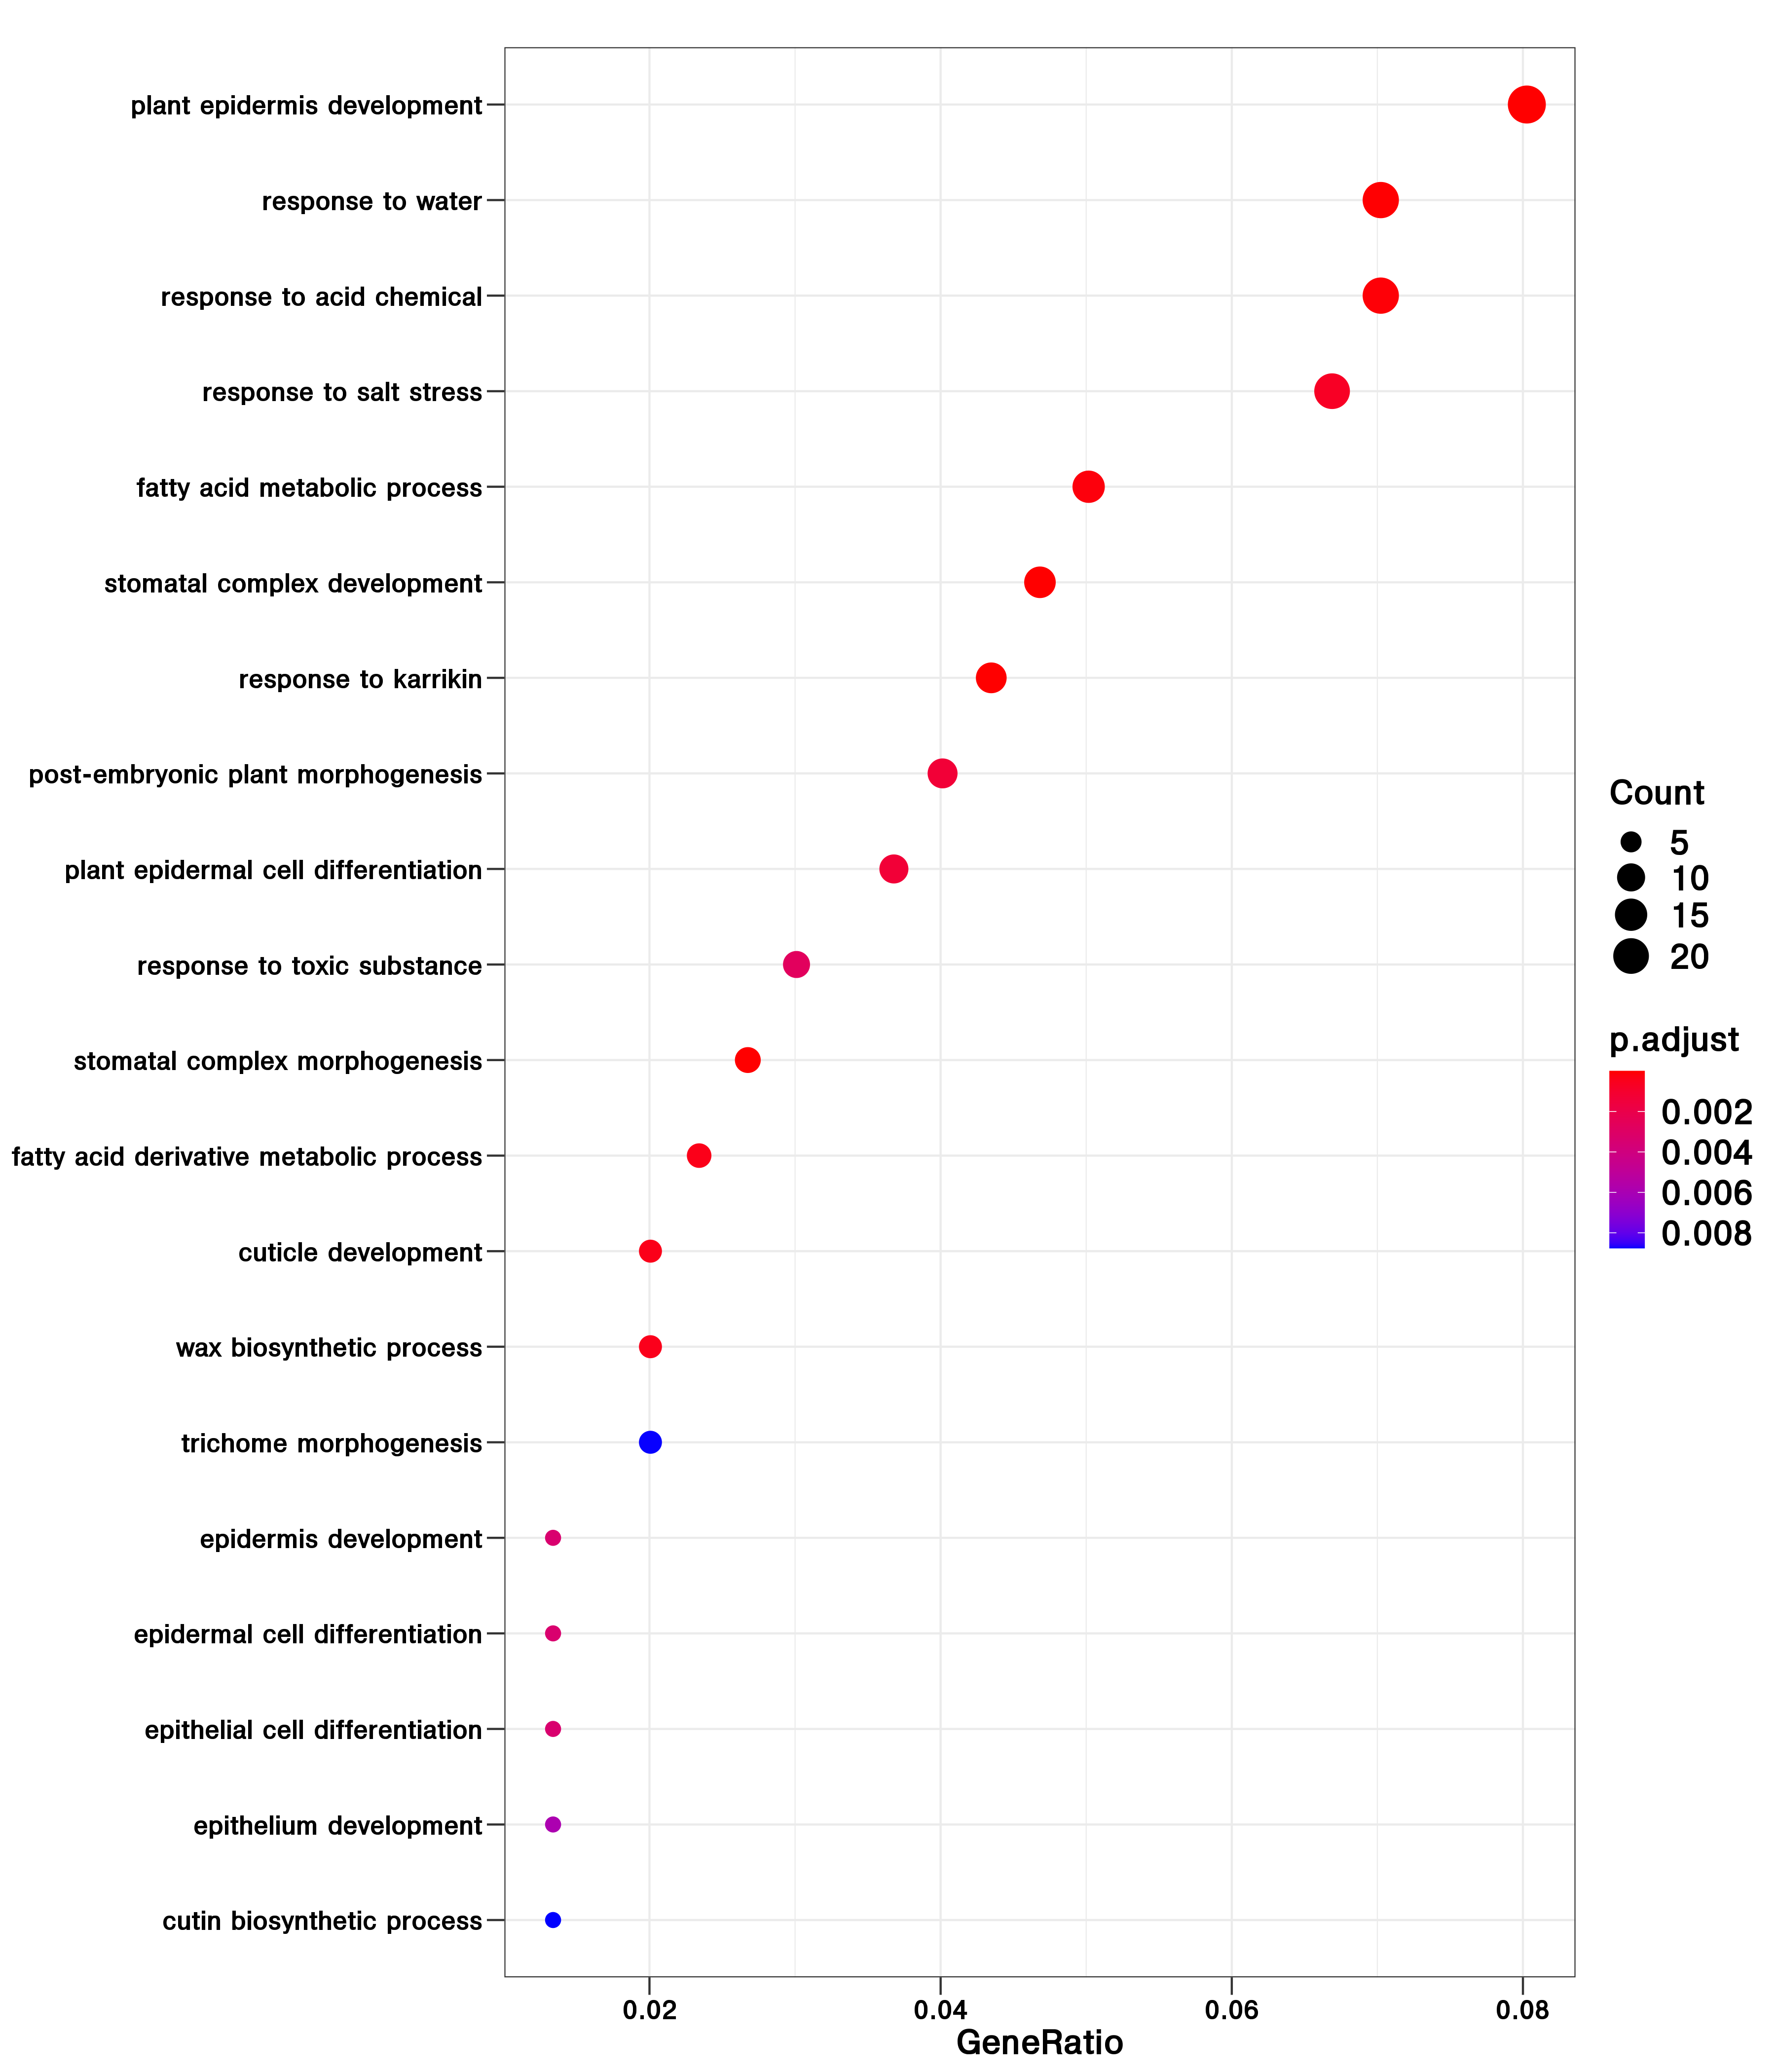 plant epidermis development
response to water
response to acid chemical
response to salt stress
fatty acid metabolic process
stomatal complex development
response to karrikin
post-embryonic plant morphogenesis
plant epidermal cell differentiation
response to toxic substance
stomatal complex morphogenesis
fatty acid derivative metabolic process
cuticle development
wax biosynthetic process
trichome morphogenesis
epidermis development
epidermal cell differentiation
epithelial cell differentiation
epithelium development
cutin biosynthetic process
0.02 0.04 0.06 0.08
GeneRatio
Count
5
10
15
20
p.adjust
0.002
0.004
0.006
0.008